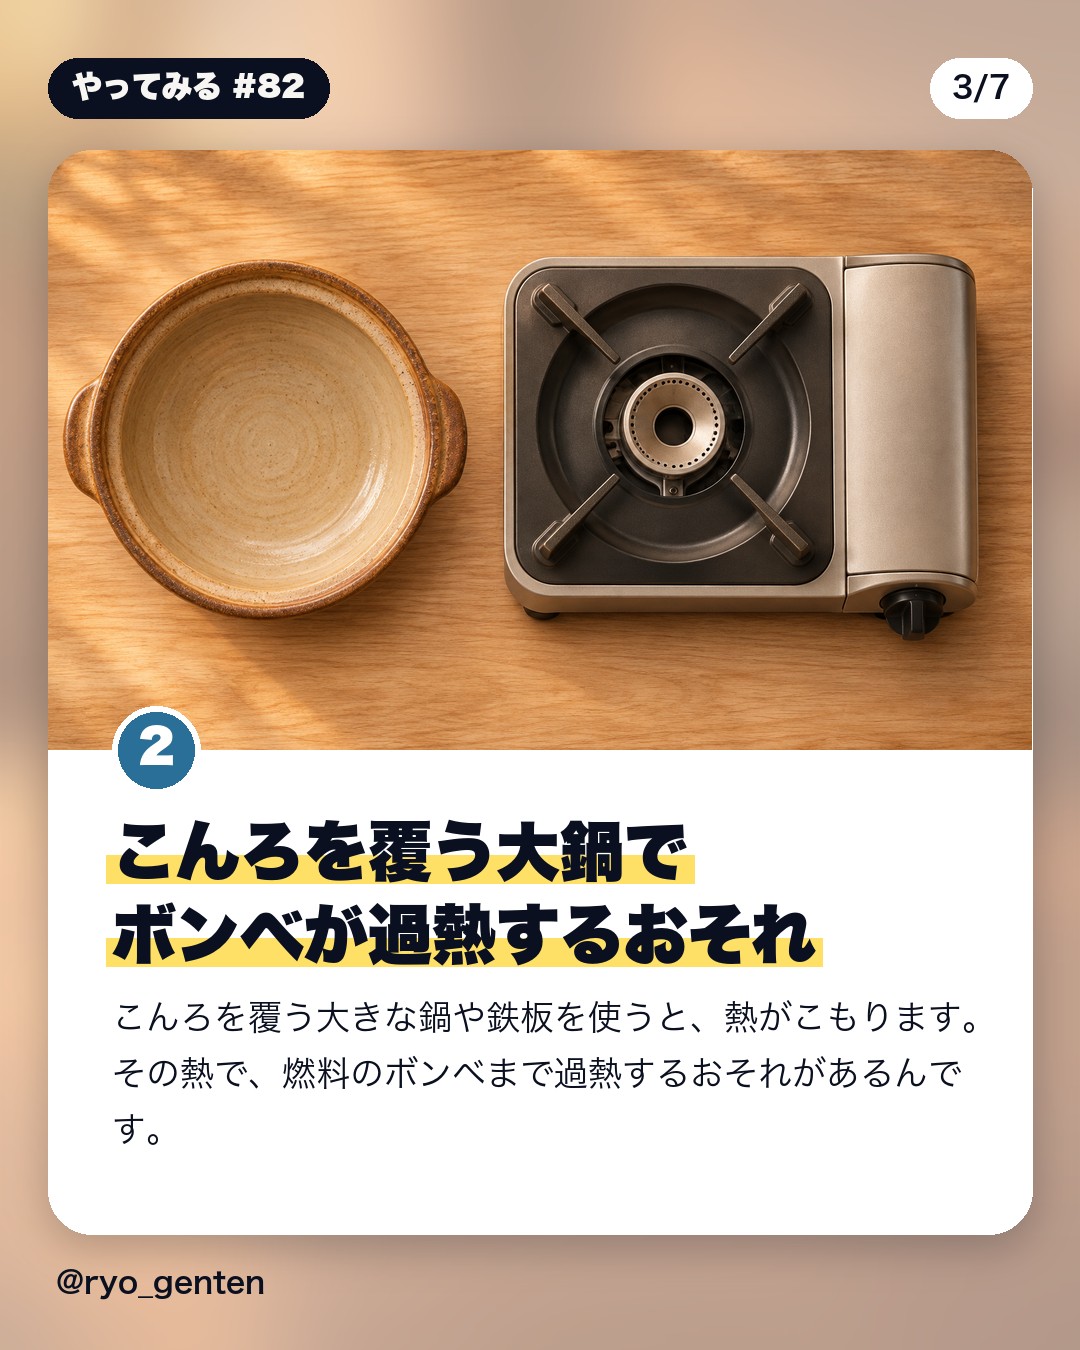 やってみる #82
3/7
2
こんろを覆う大鍋で
ボンベが過熱するおそれ
こんろを覆う大きな鍋や鉄板を使うと、熱がこもります。
その熱で、燃料のボンベまで過熱するおそれがあるんで
す。
@ryo_genten